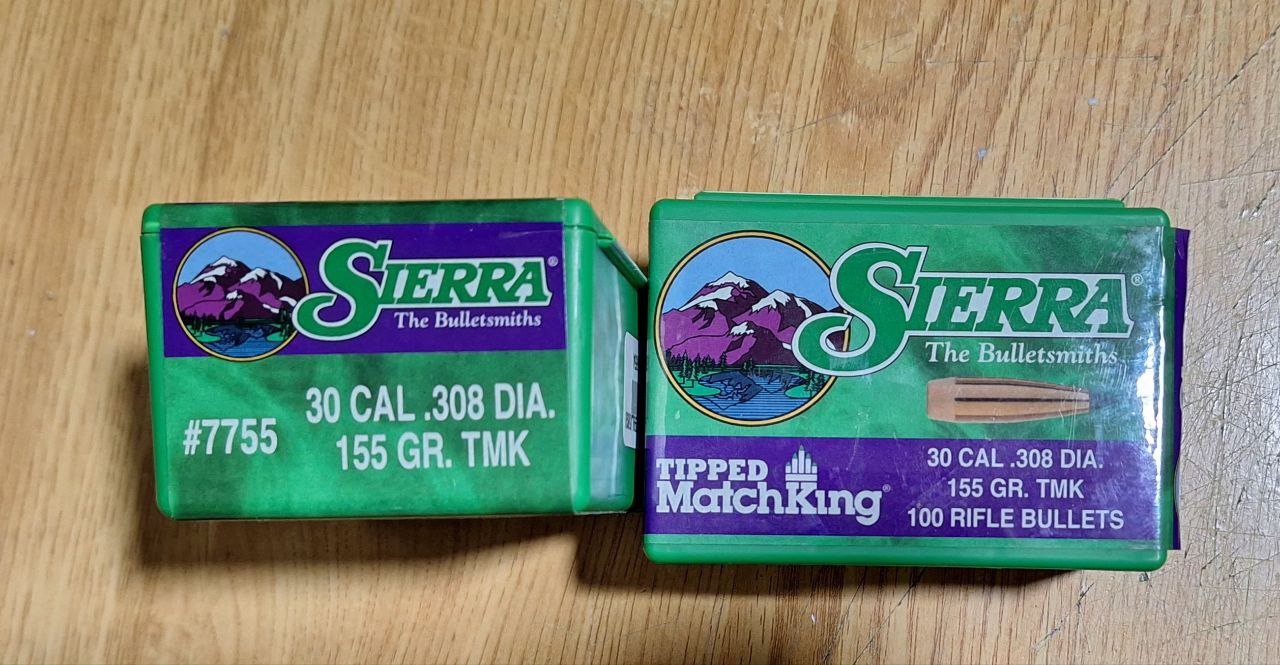 SIERRA®
The Bulletsmiths
#7755
30 CAL .308 DIA.
155 GR. TMK
SIERRA®
The Bulletsmiths
TIPPED
MatchKing®
30 CAL .308 DIA.
155 GR. TMK
100 RIFLE BULLETS